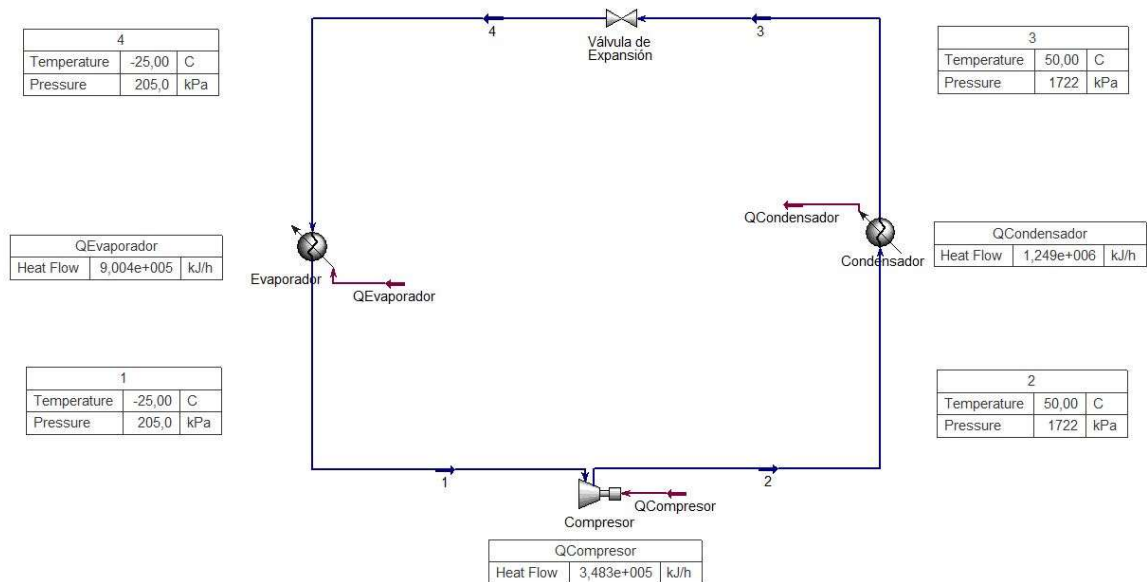 4
Temperature -25,00 C
Pressure 205,0 kPa
4
Válvula de
Expansión
3
3
Temperature 50,00 C
Pressure 1722 kPa
QEvaporador
Heat Flow 9,004e+005 kJ/h
Evaporador
QEvaporador
QCondensador
Condensador
QCondensador
Heat Flow 1,249e+006 kJ/h
1
Temperature -25,00 C
Pressure 205,0 kPa
2
Temperature 50,00 C
Pressure 1722 kPa
1
2
QCompresor
Compresor
QCompresor
Heat Flow 3,483e+005 kJ/h